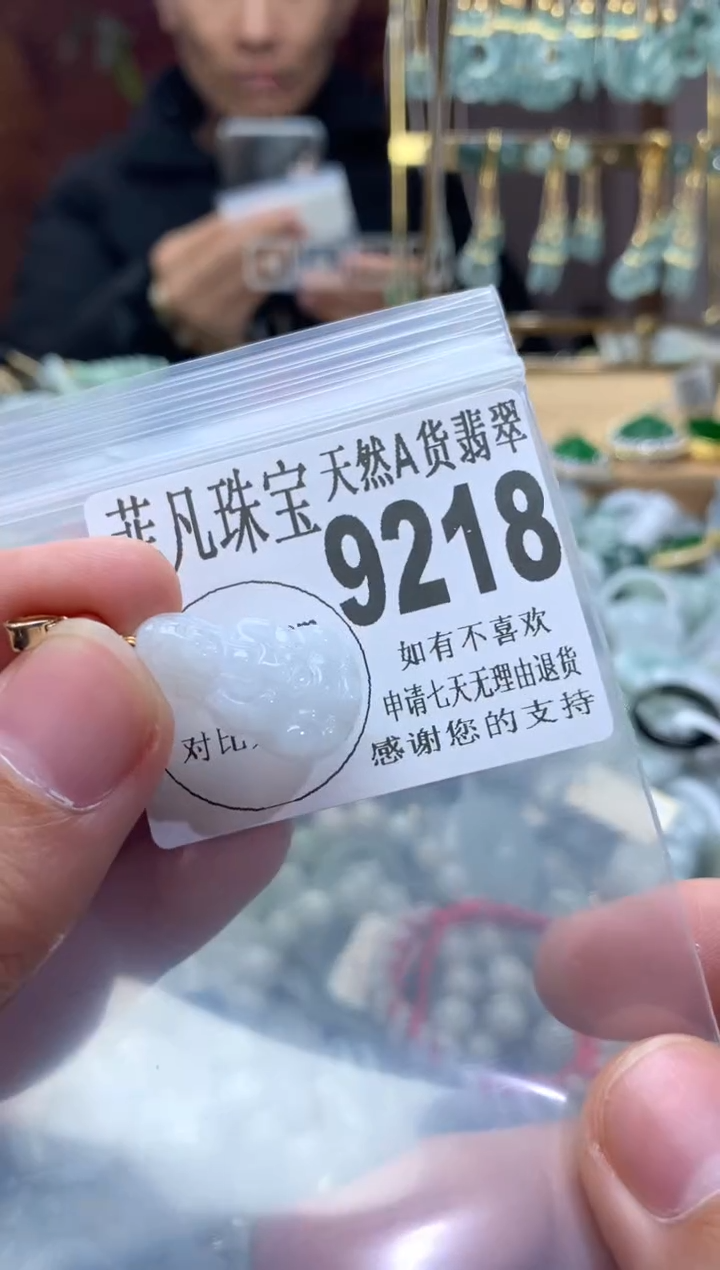 菲凡珠宝
天然A货翡翠
9218
如有不喜欢
申请七天无理由退货
感谢您的支持
对比